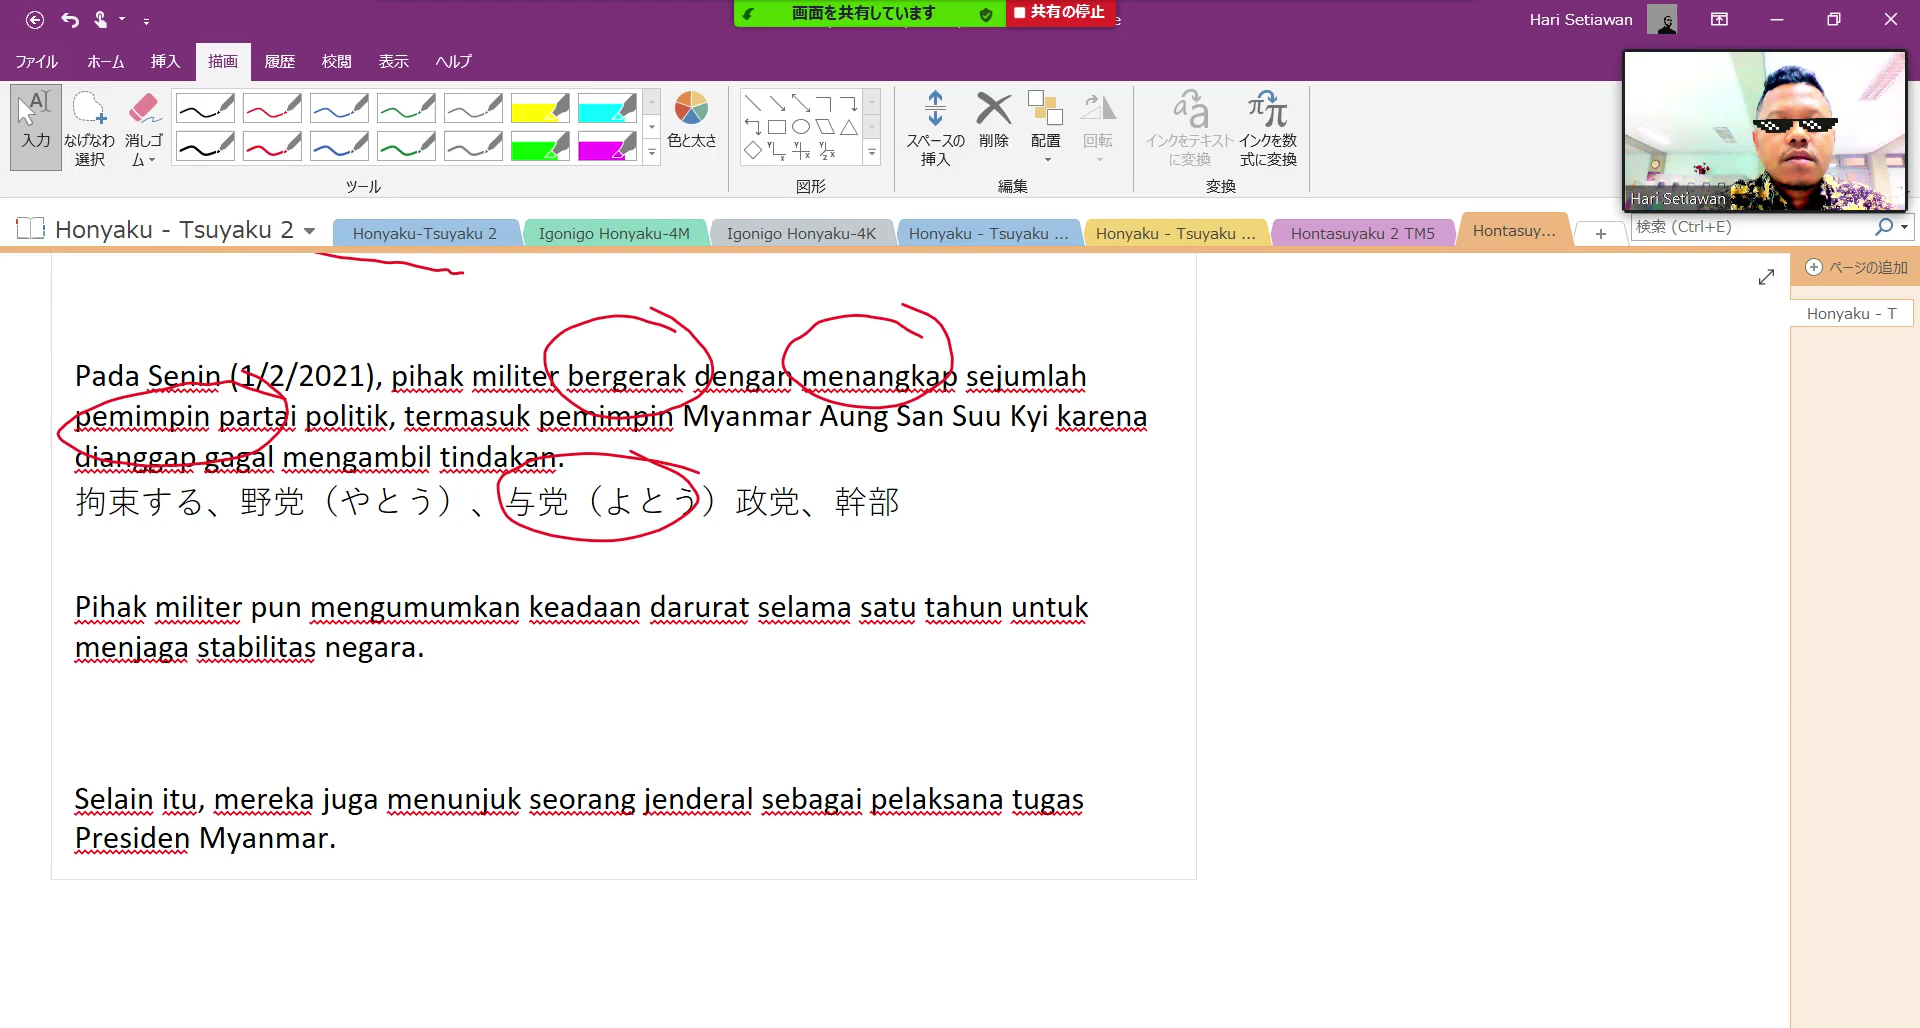 画面を共有しています
共有の停止
Hari Setiawan
ファイル
ホーム
挿入
描画
履歴
校閲
表示
ヘルプ
入力
なげなわ
選択
消しゴ
ム
色と太さ
スペースの
挿入
削除
配置
回転
インクをテキスト
に変換
インクを数
式に変換
ツール
図形
編集
変換
Hari Setiawan
Honyaku - Tsuyaku 2
Honyaku-Tsuyaku 2
Igonigo Honyaku-4M
Igonigo Honyaku-4K
Honyaku - Tsuyaku ...
Honyaku - Tsuyaku ...
Hontasuyaku 2 TM5
Hontasuy...
検索 (Ctrl+E)
ページの追加
Honyaku - T
Pada Senin (1/2/2021), pihak militer bergerak dengan menangkap sejumlah
pemimpin partai politik, termasuk pemimpin Myanmar Aung San Suu Kyi karena
dianggap gagal mengambil tindakan.
拘束する、野党（やとう）、与党（よとう）政党、幹部
Pihak militer pun mengumumkan keadaan darurat selama satu tahun untuk
menjaga stabilitas negara.
Selain itu, mereka juga menunjuk seorang jenderal sebagai pelaksana tugas
Presiden Myanmar.